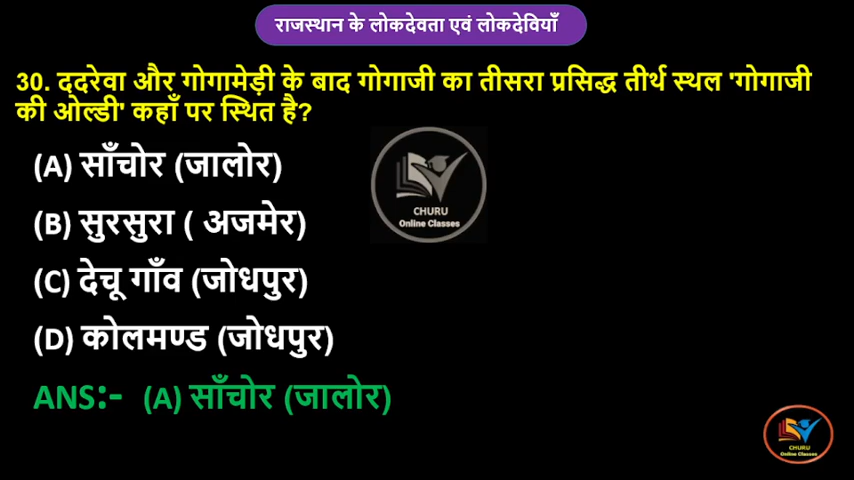 राजस्थान के लोकदेवता एवं लोकदेवियाँ
30. ददरेवा और गोगामेड़ी के बाद गोगाजी का तीसरा प्रसिद्ध तीर्थ स्थल 'गोगाजी
की ओल्डी' कहाँ पर स्थित है?
(A) साँचोर (जालोर)
(B) सुरसुरा ( अजमेर)
(C) देचू गाँव (जोधपुर)
(D) कोलमण्ड (जोधपुर)
ANS:- (A) साँचोर (जालोर)
CHURU
Online Classes
CHURU
Online Classes